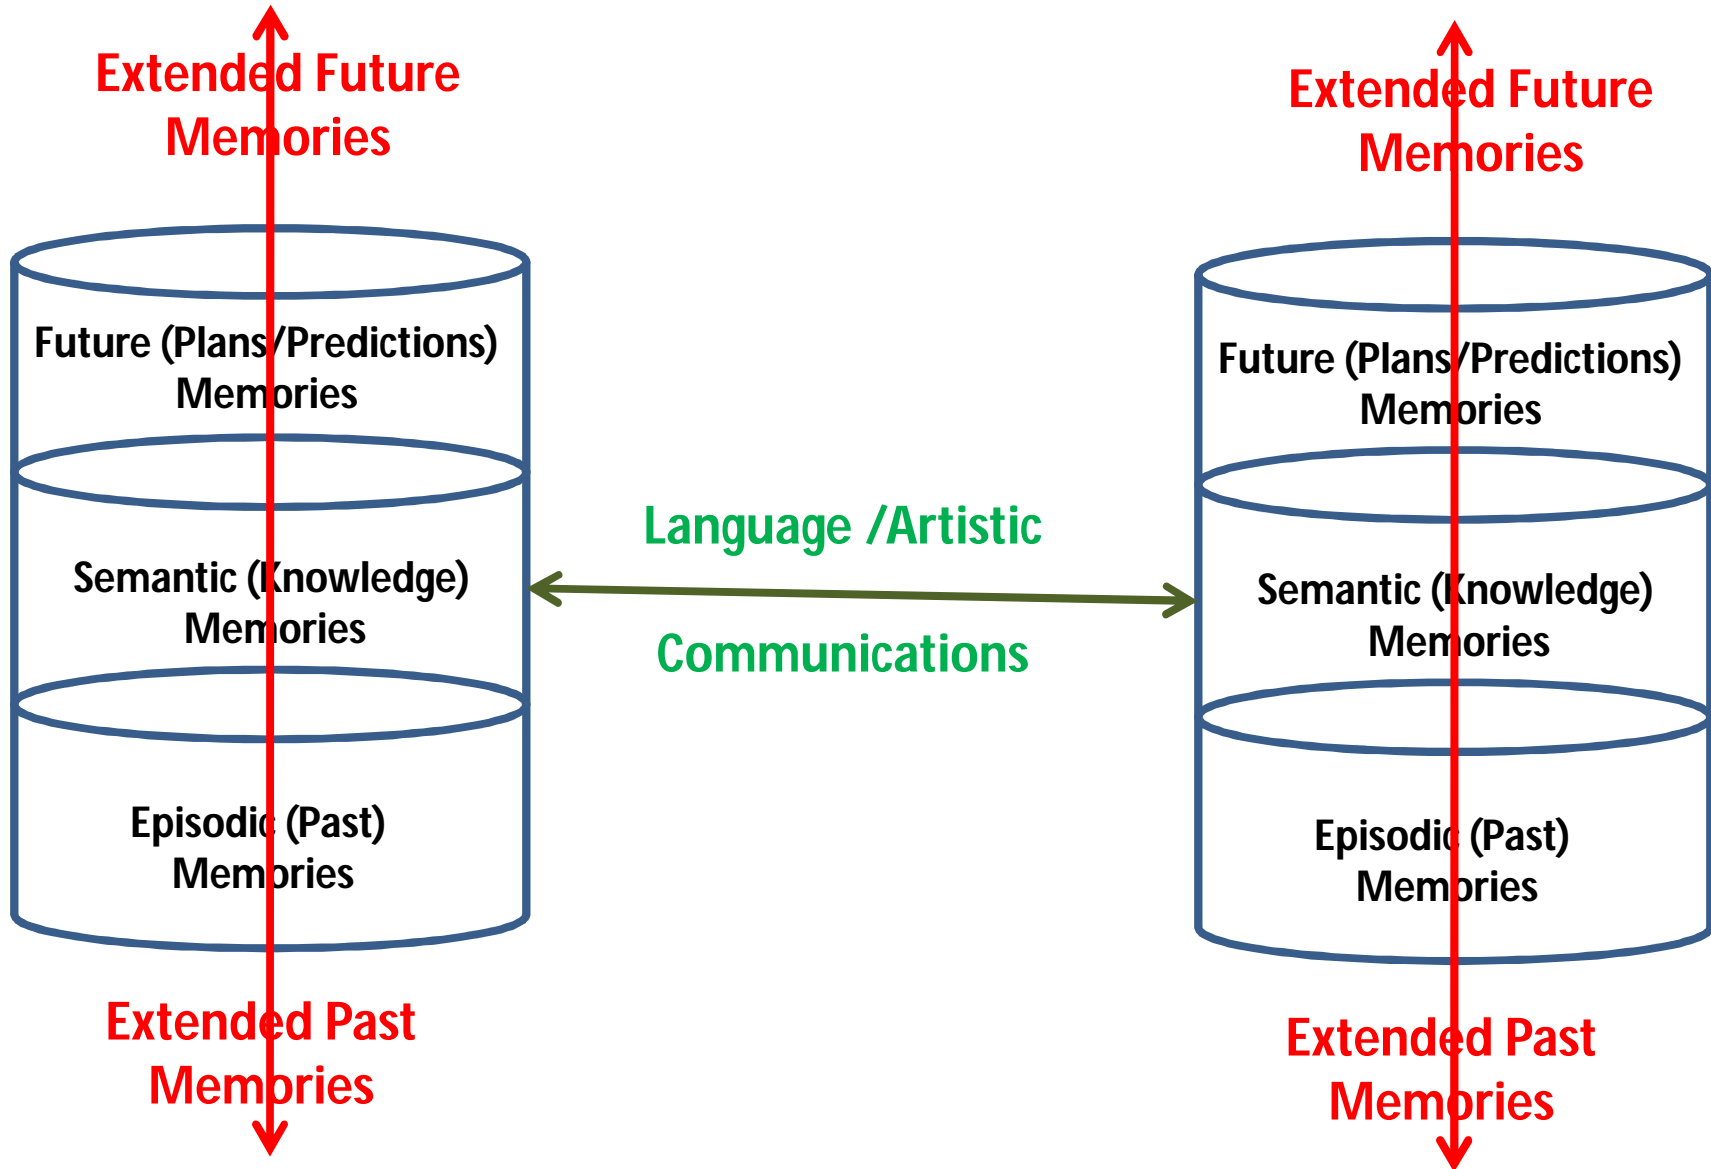 Extended Future
Memories
Future (Plans/Predictions)
Memories
Semantic (Knowledge)
Memories
Episodic (Past)
Memories
Extended Past
Memories
Language /Artistic
Communications
Extended Future
Memories
Future (Plans/Predictions)
Memories
Semantic (Knowledge)
Memories
Episodic (Past)
Memories
Extended Past
Memories